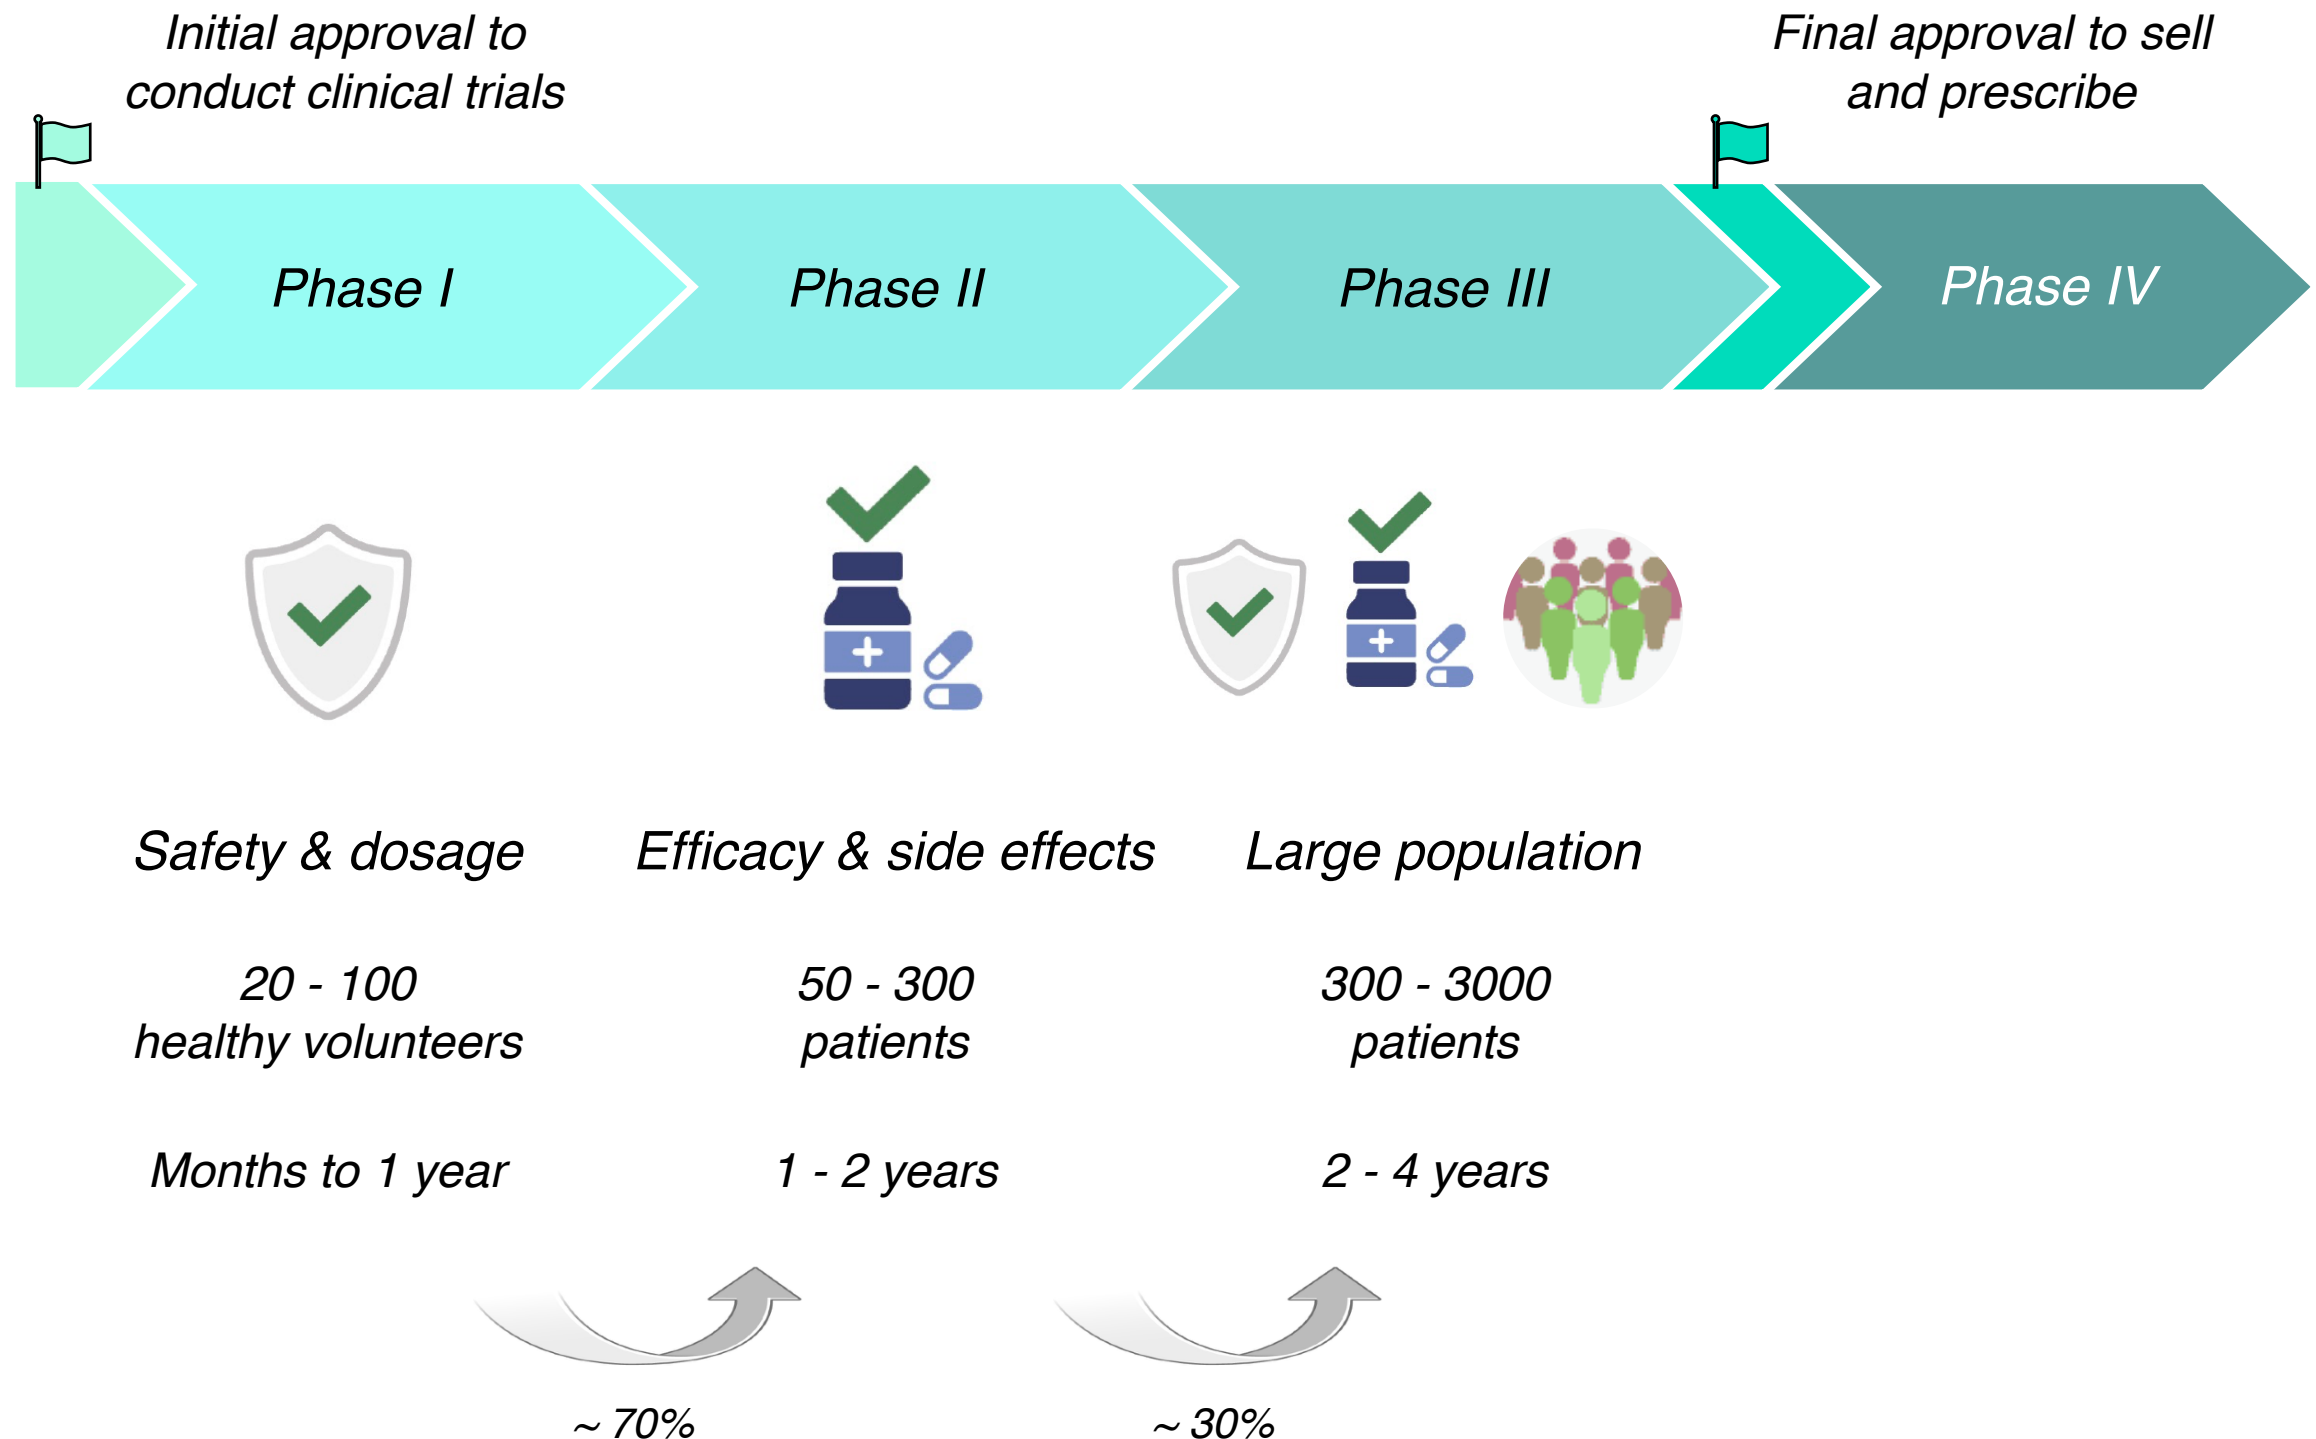 Initial approval to
conduct clinical trials
Final approval to sell
and prescribe
Phase I
Phase II
Phase III
Phase IV
Safety & dosage
Efficacy & side effects
Large population
20 - 100
healthy volunteers
50 - 300
patients
300 - 3000
patients
Months to 1 year
1 - 2 years
2 - 4 years
~ 70%
~ 30%